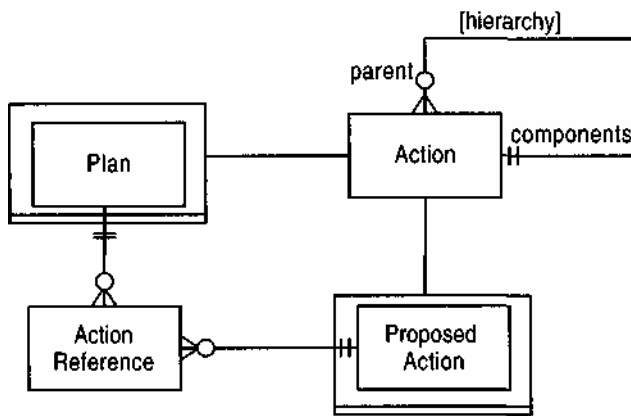 [hierarchy]
parent
components
Plan
Action
Action
Reference
Proposed
Action